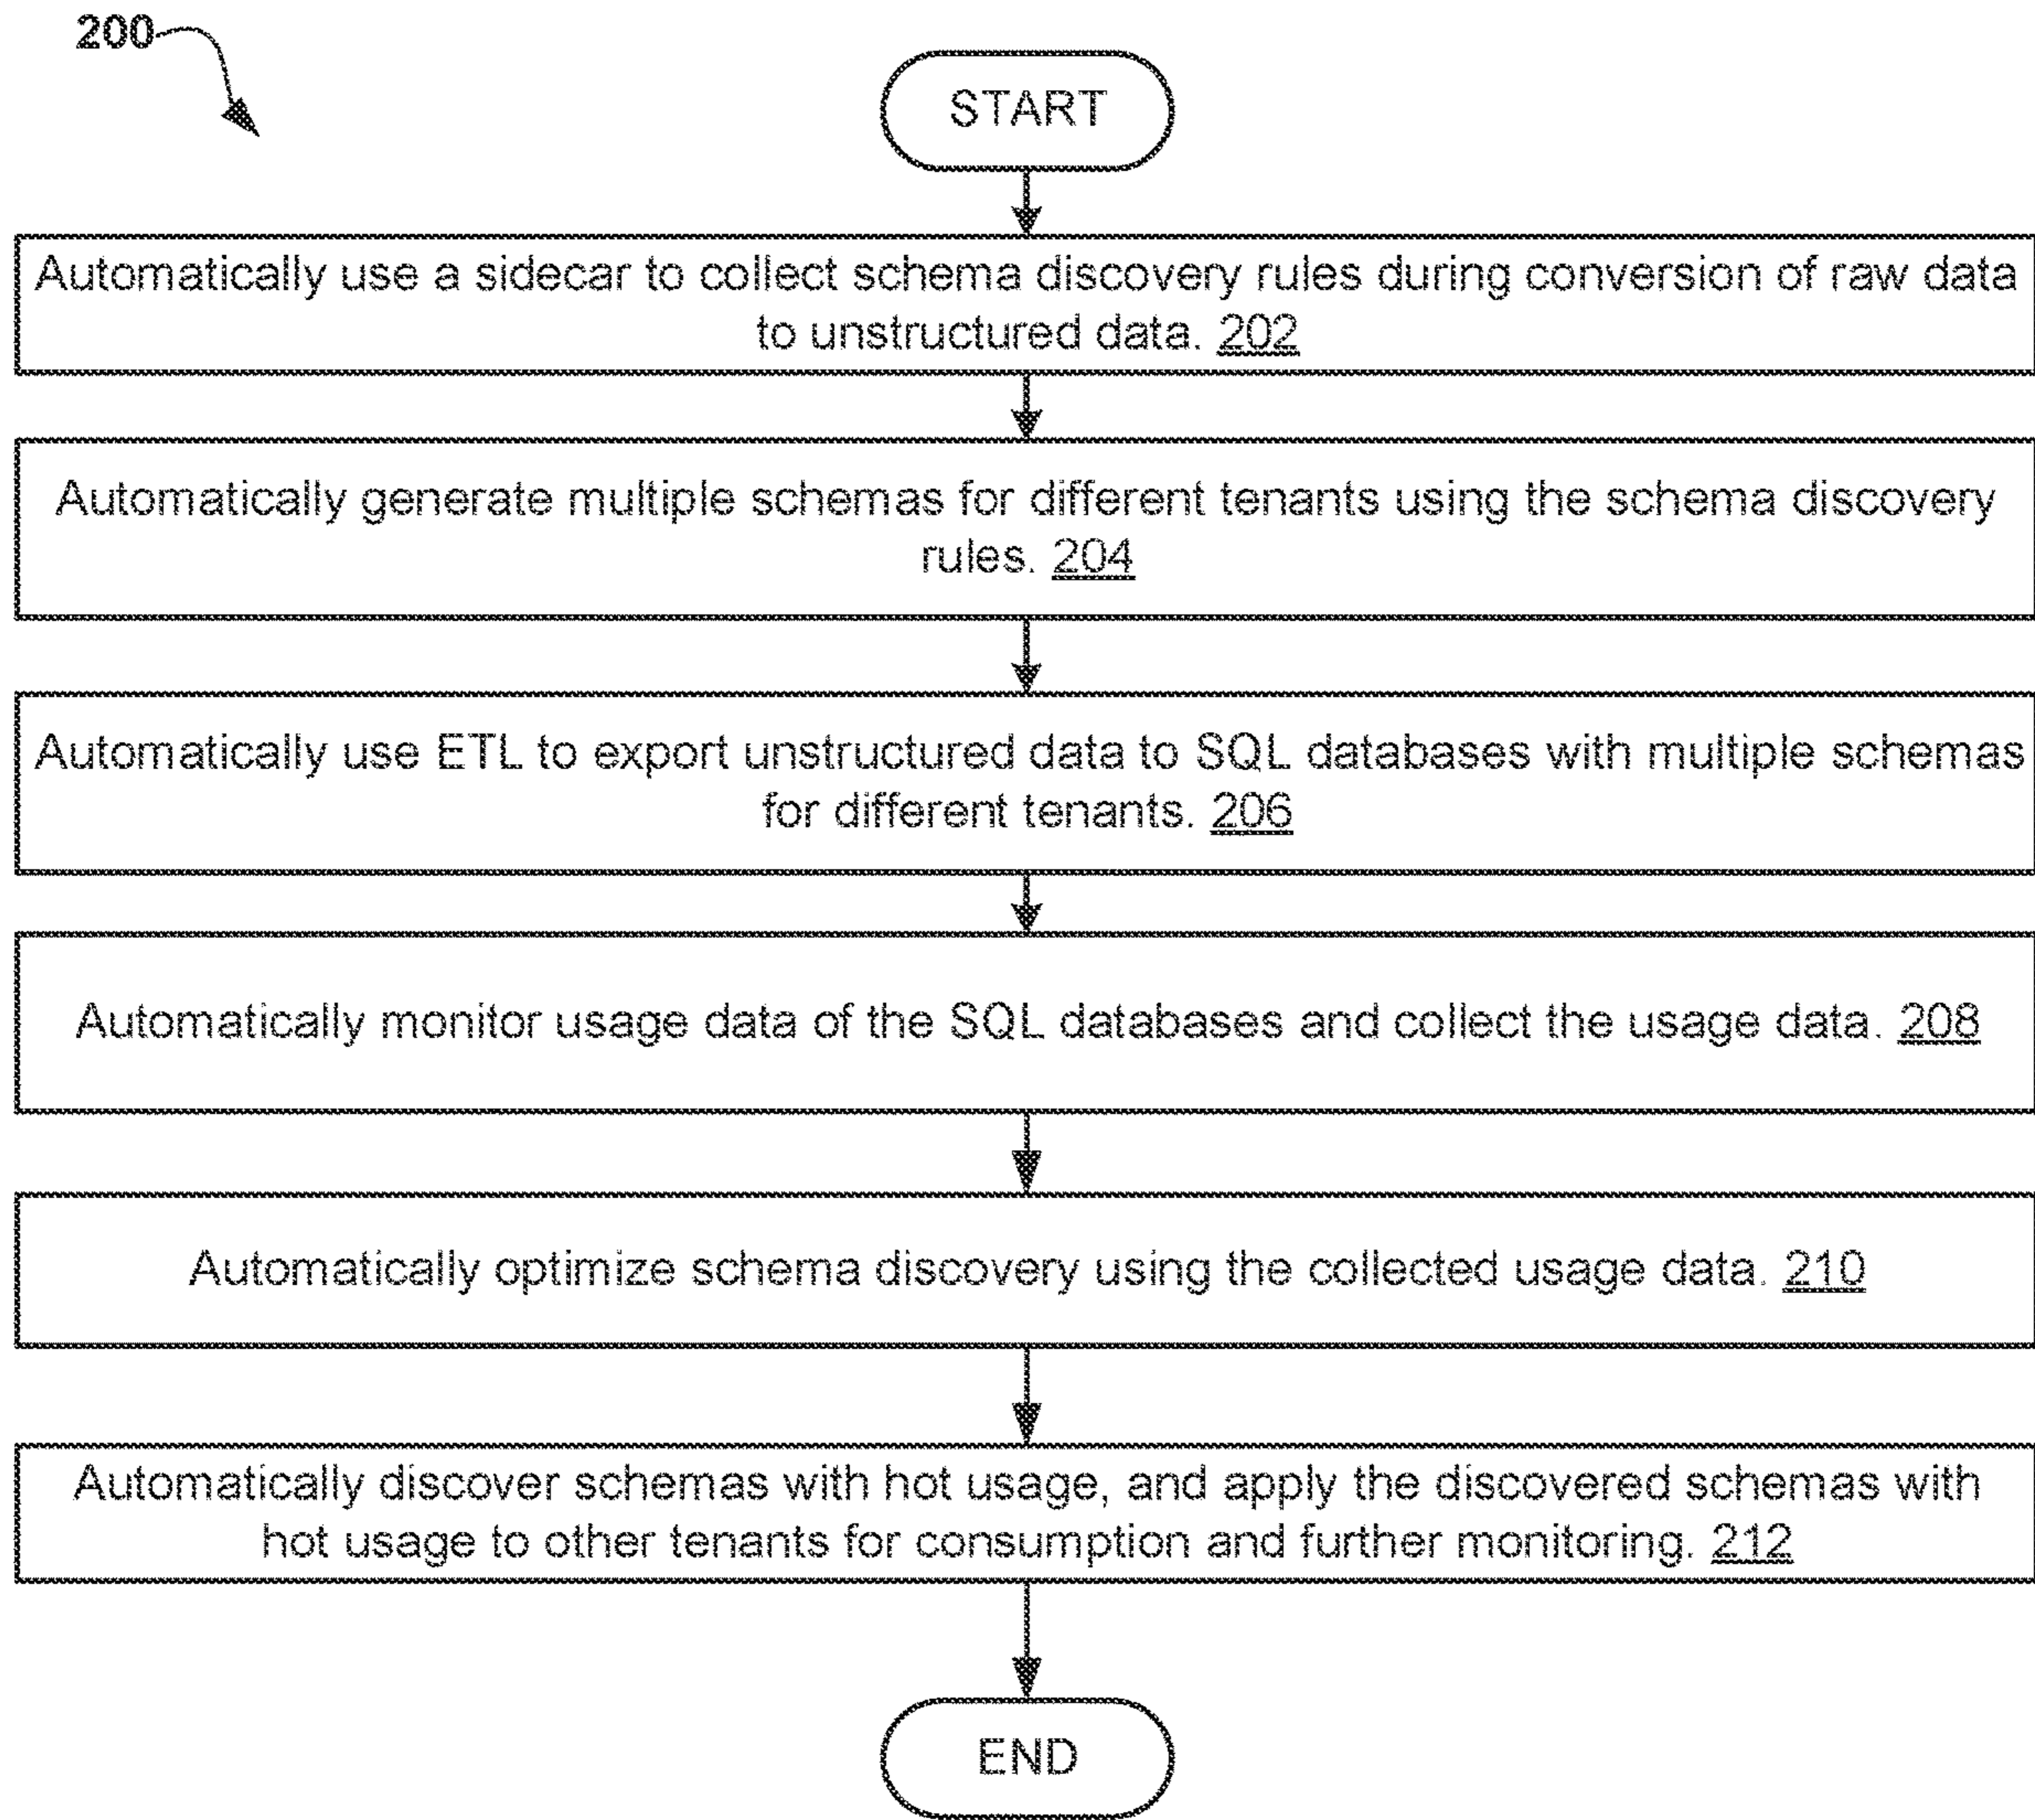 200
START
Automatically use a sidecar to collect schema discovery rules during conversion of raw data
to unstructured data. 202
Automatically generate multiple schemas for different tenants using the schema discovery
rules. 204
Automatically use ETL to export unstructured data to SQL databases with multiple schemas
for different tenants. 206
Automatically monitor usage data of the SQL databases and collect the usage data. 208
Automatically optimize schema discovery using the collected usage data. 210
Automatically discover schemas with hot usage, and apply the discovered schemas with
hot usage to other tenants for consumption and further monitoring. 212
END